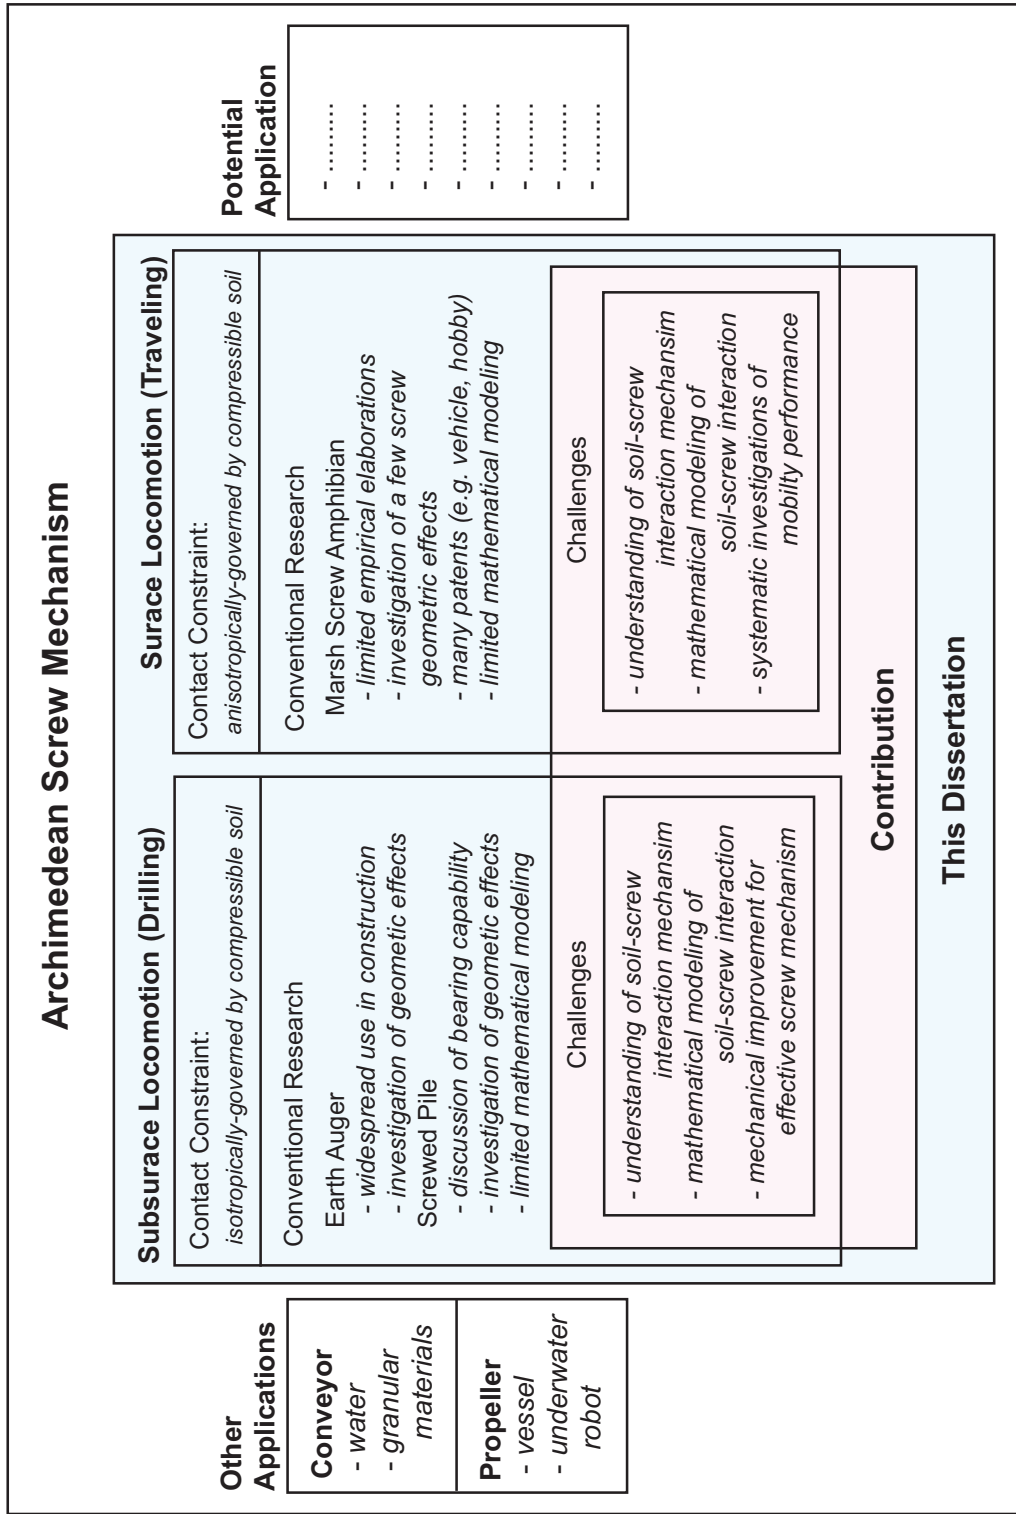 Archimedean Screw Mechanism
Other
Applications
Conveyor
- water
- granular
materials
Propeller
- vessel
- underwater
robot
Subsurace Locomotion (Drilling)
Contact Constraint:
isotropically-governed by compressible soil
Conventional Research
Earth Auger
- widespread use in construction
- investigation of geometic effects
Screwed Pile
- discussion of bearing capability
- investigation of geometic effects
- limited mathematical modeling
Challenges
- understanding of soil-screw
interaction mechansim
- mathematical modeling of
soil-screw interaction
- mechanical improvement for
effective screw mechanism
Surace Locomotion (Traveling)
Contact Constraint:
anisotropically-governed by compressible soil
Conventional Research
Marsh Screw Amphibian
- limited empirical elaborations
- investigation of a few screw
geometric effects
- many patents (e.g. vehicle, hobby)
- limited mathematical modeling
Challenges
- understanding of soil-screw
interaction mechansim
- mathematical modeling of
soil-screw interaction
- systematic investigations of
mobilty performance
Contribution
This Dissertation
Potential
Application
- ..........
- ..........
- ..........
- ..........
- ..........
- ..........
- ..........
- ..........
- ..........